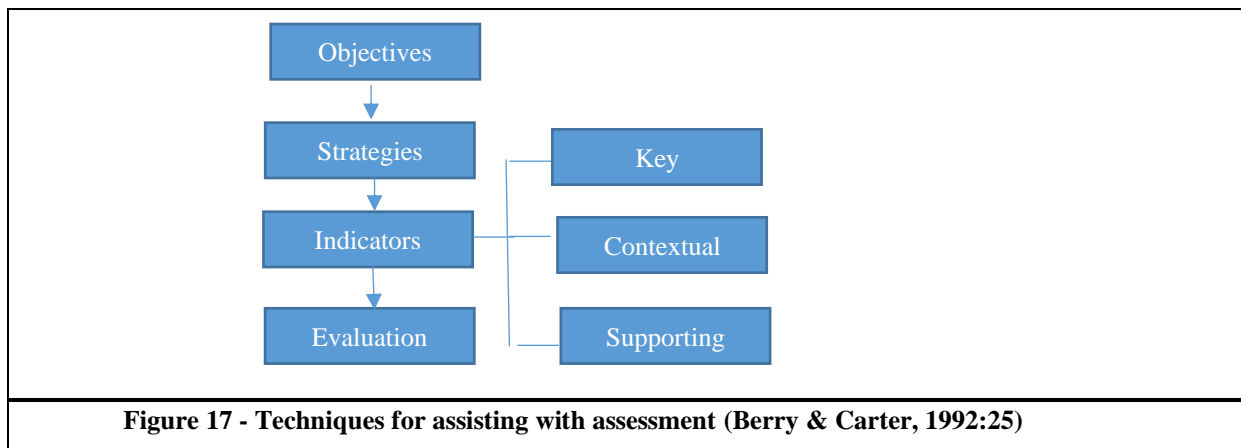 Objectives
Strategies
Indicators
Evaluation
Key
Contextual
Supporting
Figure 17 - Techniques for assisting with assessment (Berry & Carter, 1992:25)